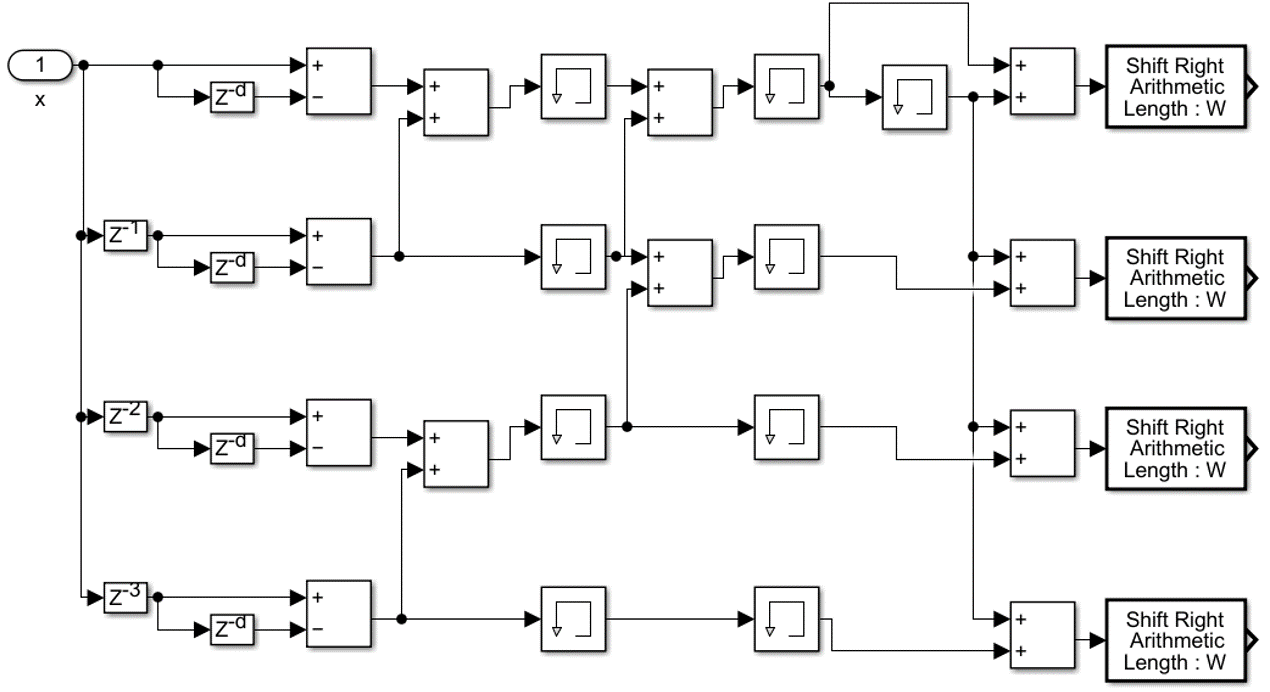 1
x
+
−
Z-d
+
+
+
+
+
+
Shift Right
Arithmetic
Length : W
Z-1
+
−
Z-d
+
+
+
+
Shift Right
Arithmetic
Length : W
Z-2
+
−
Z-d
+
+
+
+
Shift Right
Arithmetic
Length : W
Z-3
+
−
Z-d
+
+
Shift Right
Arithmetic
Length : W